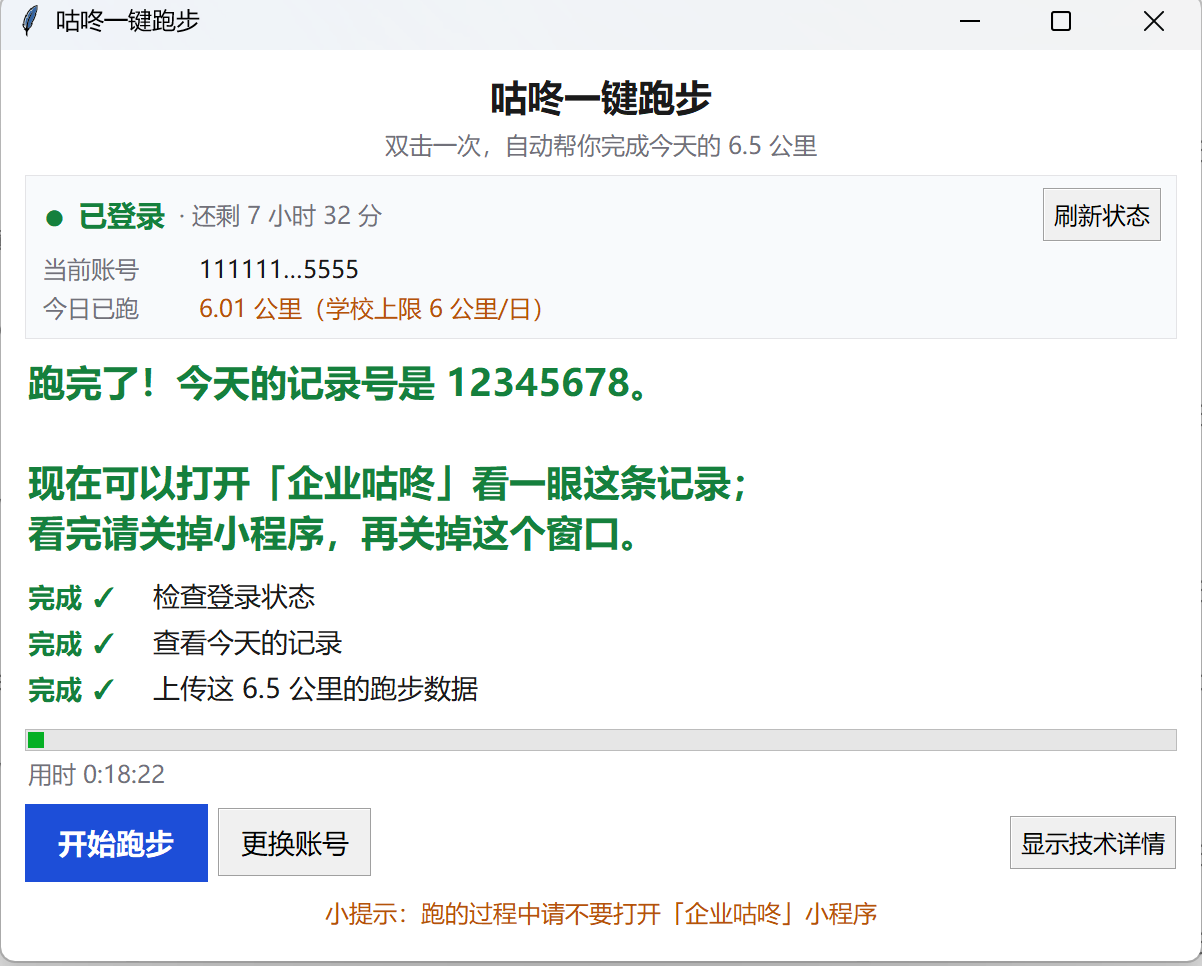 咕咚一键跑步
咕咚一键跑步
双击一次，自动帮你完成今天的 6.5 公里
● 已登录 · 还剩 7 小时 32 分
刷新状态
当前账号 111111...5555
今日已跑 6.01 公里（学校上限 6 公里/日）
跑完了！今天的记录号是 12345678。
现在可以打开「企业咕咚」看一眼这条记录；
看完请关掉小程序，再关掉这个窗口。
完成 ✓ 检查登录状态
完成 ✓ 查看今天的记录
完成 ✓ 上传这 6.5 公里的跑步数据
用时 0:18:22
开始跑步 更换账号 显示技术详情
小提示：跑的过程中请不要打开「企业咕咚」小程序